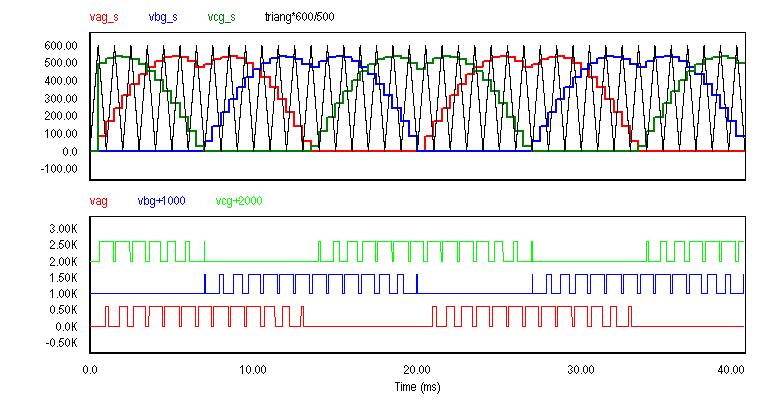 vag_s vbg_s vcg_s triang*600/500
600.00
500.00
400.00
300.00
200.00
100.00
0.0
-100.00
vag vbg+1000 vcg+2000
3.00K
2.50K
2.00K
1.50K
1.00K
0.50K
0.0K
-0.50K
0.0 10.00 20.00 30.00 40.00
Time (ms)